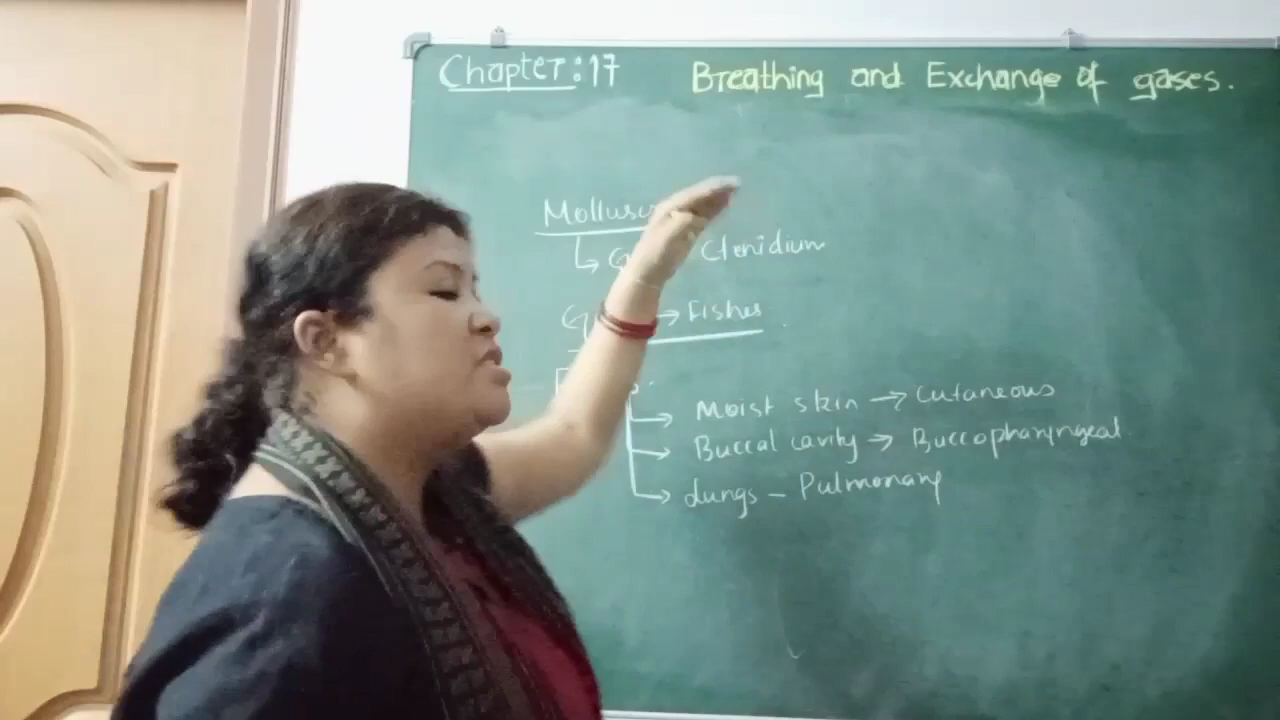 Chapter:17 Breathing and Exchange of gases.
Ctenidium
→ Fishes
Moist skin → Cutaneous
Buccal cavity → Buccopharyngeal
lungs - Pulmonary